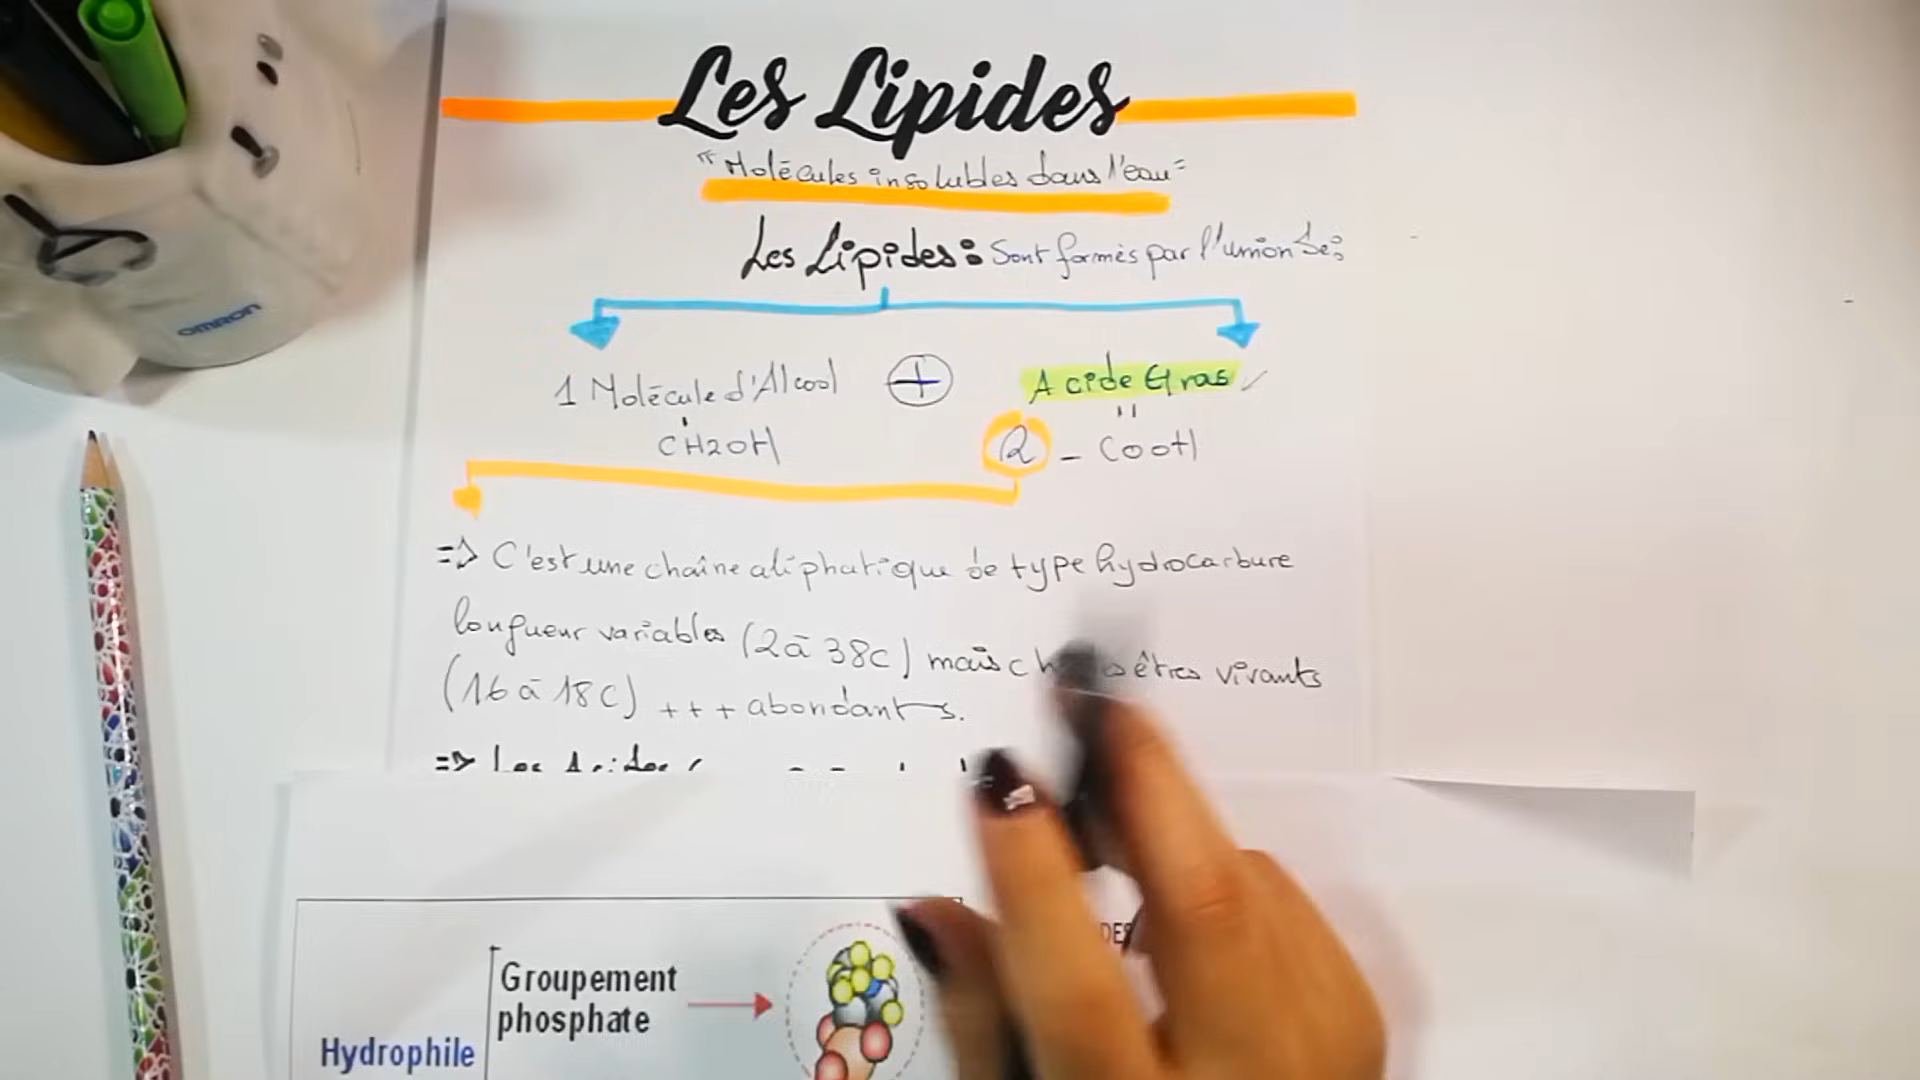 Les Lipides
"Molécules insolubles dans l'eau"
Les Lipides: Sont formés par l'union de:
1 Molécule d'Alcool + Acide Gras
CH2OH R - COOH
=> C'est une chaîne aliphatique de type hydrocarbure
longueur variables (2 à 38C) mais êtres vivants
(16 à 18C) +++ abondants.
=> Les Acides
OMRON
Groupement
phosphate
Hydrophile